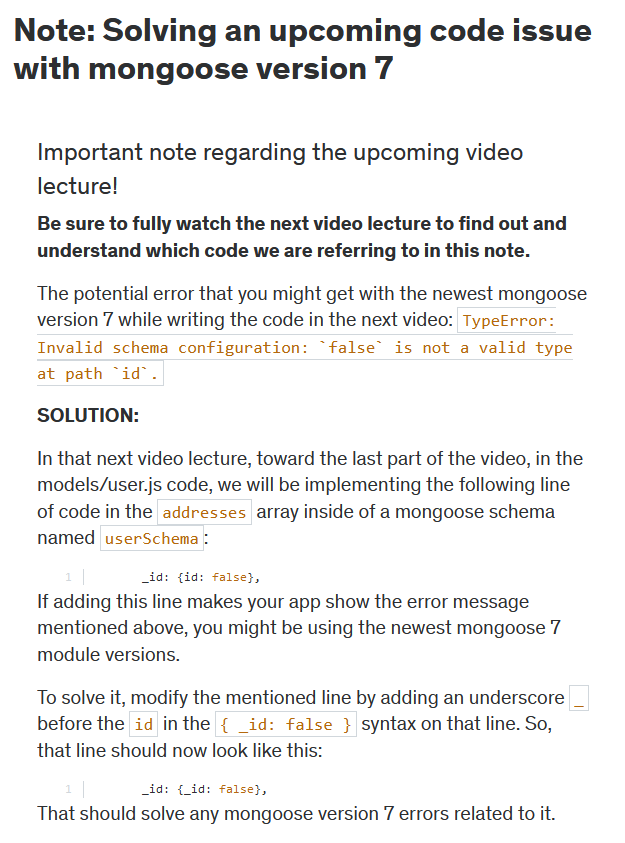 Note: Solving an upcoming code issue
with mongoose version 7
Important note regarding the upcoming video
lecture!
Be sure to fully watch the next video lecture to find out and
understand which code we are referring to in this note.
The potential error that you might get with the newest mongoose
version 7 while writing the code in the next video: TypeError:
Invalid schema configuration: `false` is not a valid type
at path `id`.
SOLUTION:
In that next video lecture, toward the last part of the video, in the
models/user.js code, we will be implementing the following line
of code in the addresses array inside of a mongoose schema
named userSchema:
1 _id: {id: false},
If adding this line makes your app show the error message
mentioned above, you might be using the newest mongoose 7
module versions.
To solve it, modify the mentioned line by adding an underscore _
before the id in the { _id: false } syntax on that line. So,
that line should now look like this:
1 _id: {_id: false},
That should solve any mongoose version 7 errors related to it.